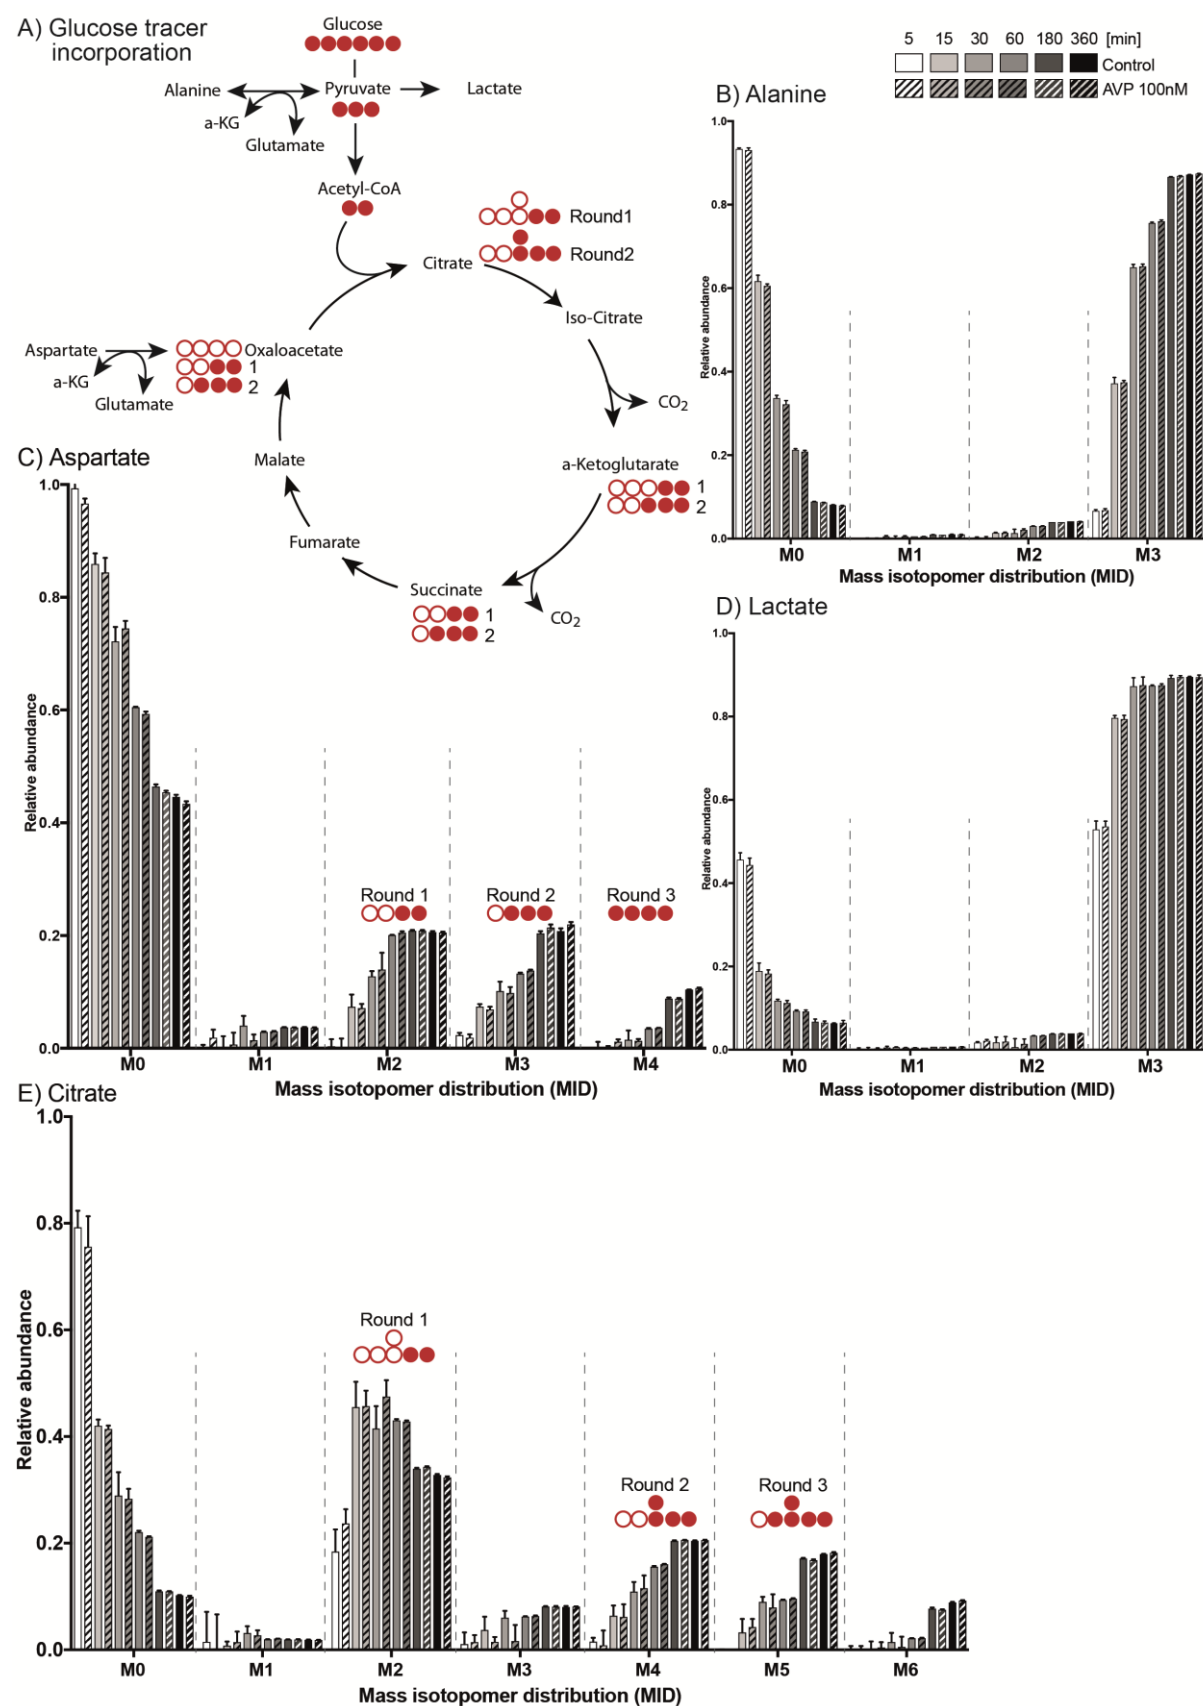 A) Glucose tracer
incorporation
Glucose
Alanine
Pyruvate
Lactate
a-KG
Glutamate
Acetyl-CoA
Round1
Round2
Citrate
Iso-Citrate
Aspartate
Oxaloacetate
1
2
a-KG
Glutamate
CO2
Malate
a-Ketoglutarate
1
2
Fumarate
Succinate
1
2
CO2
5 15 30 60 180 360 [min]
Control
AVP 100nM
B) Alanine
1.0
0.8
0.6
0.4
0.2
0.0
Relative abundance
M0 M1 M2 M3
Mass isotopomer distribution (MID)
C) Aspartate
1.0
0.8
0.6
0.4
0.2
0.0
Relative abundance
Round 1
Round 2
Round 3
M0 M1 M2 M3 M4
Mass isotopomer distribution (MID)
D) Lactate
1.0
0.8
0.6
0.4
0.2
0.0
Relative abundance
M0 M1 M2 M3
Mass isotopomer distribution (MID)
E) Citrate
1.0
0.8
0.6
0.4
0.2
0.0
Relative abundance
Round 1
Round 2
Round 3
M0 M1 M2 M3 M4 M5 M6
Mass isotopomer distribution (MID)